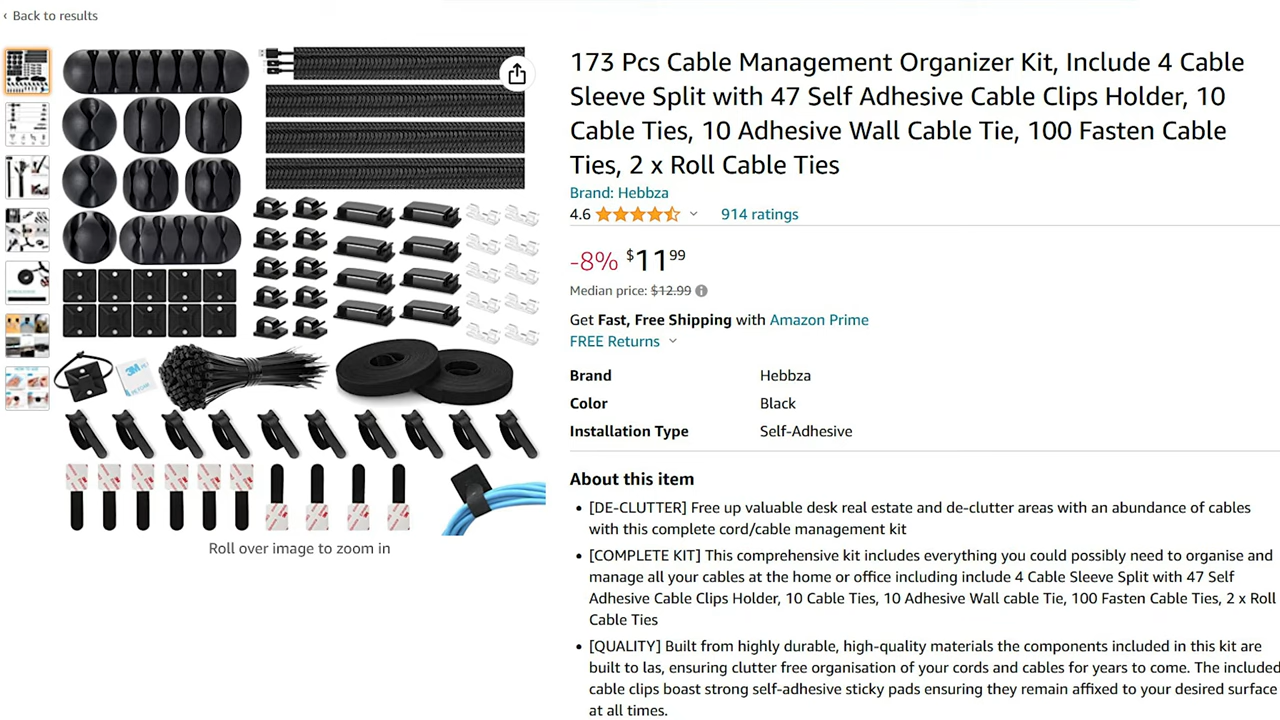 ‹ Back to results
173 Pcs Cable Management Organizer Kit, Include 4 Cable
Sleeve Split with 47 Self Adhesive Cable Clips Holder, 10
Cable Ties, 10 Adhesive Wall Cable Tie, 100 Fasten Cable
Ties, 2 x Roll Cable Ties
Brand: Hebbza
4.6 914 ratings
-8% $11 99
Median price: $12.99
Get Fast, Free Shipping with Amazon Prime
FREE Returns
Brand Hebbza
Color Black
Installation Type Self-Adhesive
About this item
• [DE-CLUTTER] Free up valuable desk real estate and de-clutter areas with an abundance of cables
with this complete cord/cable management kit
• [COMPLETE KIT] This comprehensive kit includes everything you could possibly need to organise and
manage all your cables at the home or office including include 4 Cable Sleeve Split with 47 Self
Adhesive Cable Clips Holder, 10 Cable Ties, 10 Adhesive Wall cable Tie, 100 Fasten Cable Ties, 2 x Roll
Cable Ties
• [QUALITY] Built from highly durable, high-quality materials the components included in this kit are
built to las, ensuring clutter free organisation of your cords and cables for years to come. The included
cable clips boast strong self-adhesive sticky pads ensuring they remain affixed to your desired surface
at all times.
3M
Roll over image to zoom in